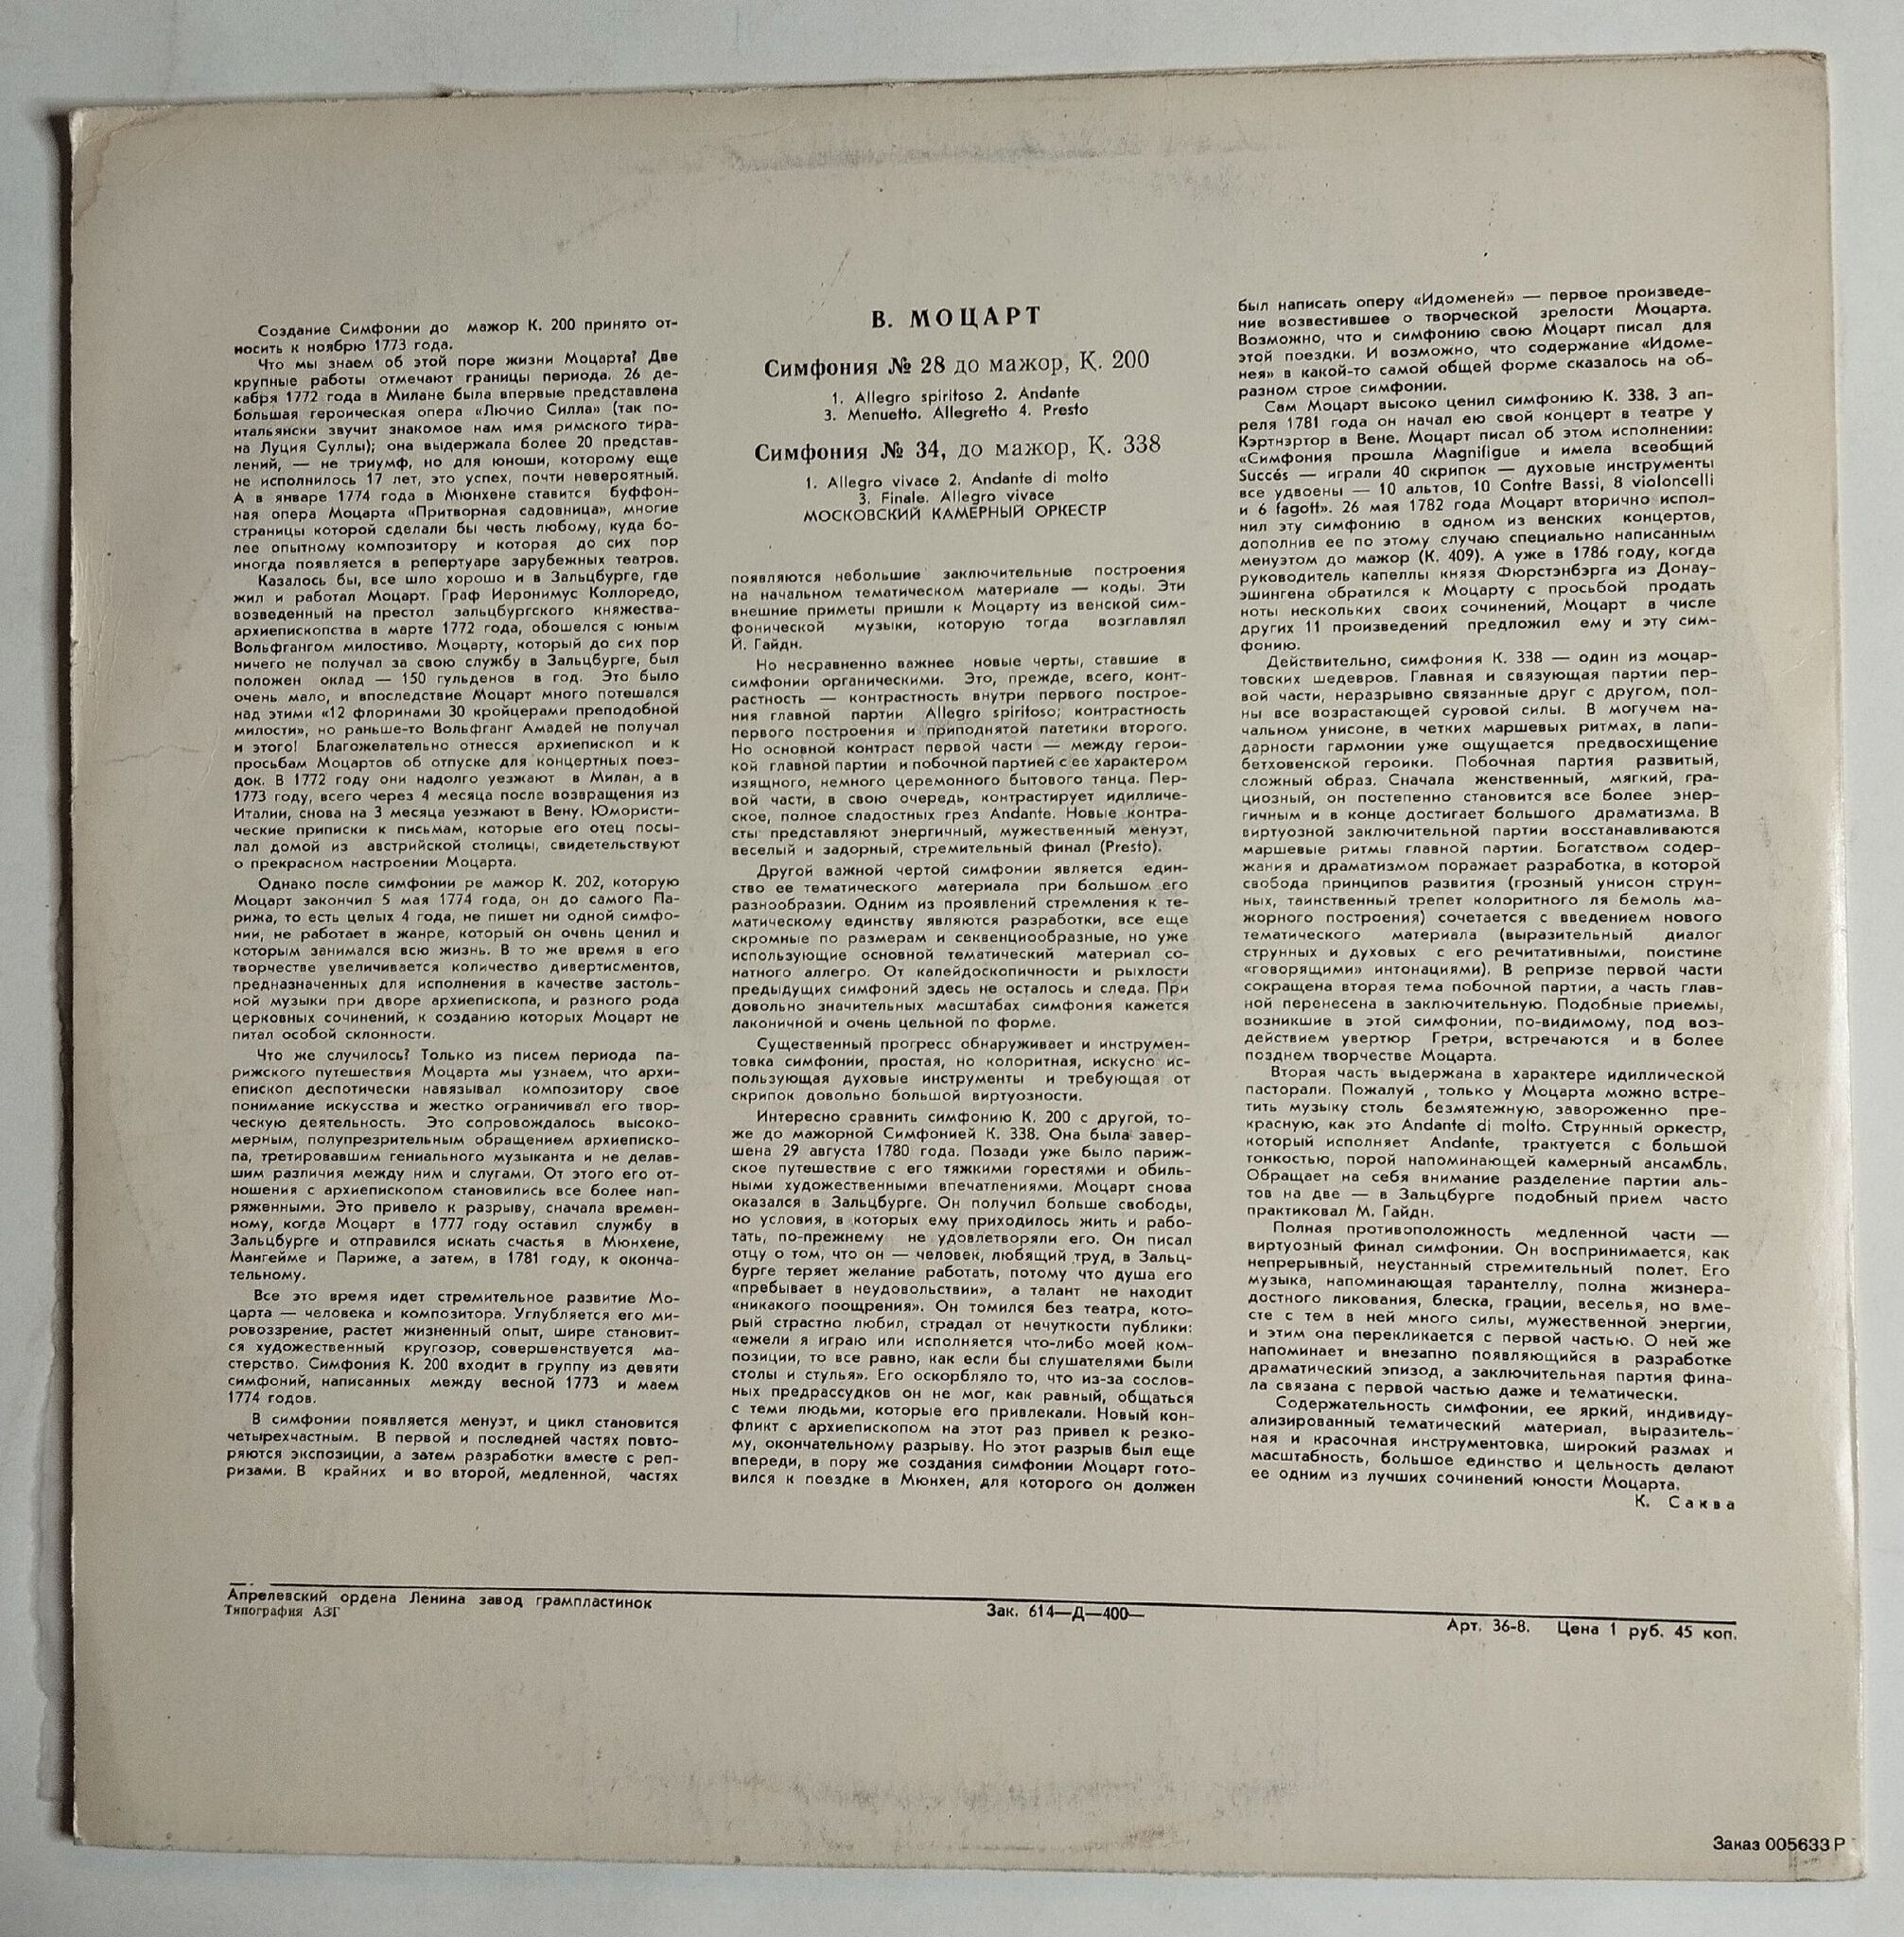 Создание Симфонии до мажор К. 200 принято от-
носить к ноябрю 1773 года.
Что мы знаем об этой поре жизни Моцарта? Две
крупные работы отмечают границы периода. 26 де-
кабря 1772 года в Милане была впервые представлена
большая героическая опера «Лючио Силла» (так по-
итальянски звучит знакомое нам имя римского тира-
на Луция Суллы); она выдержала более 20 представ-
лений, — не триумф, но для юноши, которому еще
не исполнилось 17 лет, это успех, почти невероятный.
А в январе 1774 года в Мюнхене ставится буффон-
ная опера Моцарта «Притворная садовница», многие
страницы которой сделали бы честь любому, куда бо-
лее опытному композитору и которая до сих пор
иногда появляется в репертуаре зарубежных театров.
Казалось бы, все шло хорошо и в Зальцбурге, где
жил и работал Моцарт. Граф Иеронимус Коллоредо,
возведенный на престол зальцбургского княжества-
архиепископства в марте 1772 года, обошелся с юным
Вольфгангом милостиво. Моцарту, который до сих пор
ничего не получал за свою службу в Зальцбурге, был
положен оклад — 150 гульденов в год. Это было
очень мало, и впоследствие Моцарт много потешался
над этими «12 флоринами 30 кройцерами преподобной
милости», но раньше-то Вольфганг Амадей не получал
и этого! Благожелательно отнесся архиепископ и к
просьбам Моцартов об отпуске для концертных поез-
док. В 1772 году они надолго уезжают в Милан, а в
1773 году, всего через 4 месяца после возвращения из
Италии, снова на 3 месяца уезжают в Вену. Юмористи-
ческие приписки к письмам, которые его отец посы-
лал домой из австрийской столицы, свидетельствуют
о прекрасном настроении Моцарта.
Однако после симфонии ре мажор К. 202, которую
Моцарт закончил 5 мая 1774 года, он до самого Па-
рижа, то есть целых 4 года, не пишет ни одной симфо-
нии, не работает в жанре, который он очень ценил и
которым занимался всю жизнь. В то же время в его
творчестве увеличивается количество дивертисментов,
предназначенных для исполнения в качестве застоль-
ной музыки при дворе архиепископа, и разного рода
церковных сочинений, к созданию которых Моцарт не
питал особой склонности.
Что же случилось? Только из писем периода па-
рижского путешествия Моцарта мы узнаем, что архи-
епископ деспотически навязывал композитору свое
понимание искусства и жестко ограничивал его твор-
ческую деятельность. Это сопровождалось высоко-
мерным, полупрезрительным обращением архиеписко-
па, третировавшим гениального музыканта и не делав-
шим различия между ним и слугами. От этого его от-
ношения с архиепископом становились все более нап-
ряженными. Это привело к разрыву, сначала времен-
ному, когда Моцарт в 1777 году оставил службу в
Зальцбурге и отправился искать счастья в Мюнхене,
Мангейме и Париже, а затем, в 1781 году, к оконча-
тельному.
Все это время идет стремительное развитие Мо-
царта — человека и композитора. Углубляется его ми-
ровоззрение, растет жизненный опыт, шире становит-
ся художественный кругозор, совершенствуется ма-
стерство. Симфония К. 200 входит в группу из девяти
симфоний, написанных между весной 1773 и маем
1774 годов.
В симфонии появляется менуэт, и цикл становится
четырехчастным. В первой и последней частях повто-
ряются экспозиции, а затем разработки вместе с реп-
ризами. В крайних и во второй, медленной, частях
В. МОЦАРТ
Симфония № 28 до мажор, К. 200
1. Allegro spiritoso 2. Andante
3. Menuetto. Allegretto 4. Presto
Симфония № 34, до мажор, К. 338
1. Allegro vivace 2. Andante di molto
3. Finale. Allegro vivace
МОСКОВСКИЙ КАМЕРНЫЙ ОРКЕСТР
появляются небольшие заключительные построения
на начальном тематическом материале — коды. Эти
внешние приметы пришли к Моцарту из венской сим-
фонической музыки, которую тогда возглавлял
Й. Гайдн.
Но несравненно важнее новые черты, ставшие в
симфонии органическими. Это, прежде, всего, конт-
растность — контрастность внутри первого построе-
ния главной партии Allegro spiritoso; контрастность
первого построения и приподнятой патетики второго.
Но основной контраст первой части — между герои-
кой главной партии и побочной партией с ее характером
изящного, немного церемонного бытового танца. Пер-
вой части, в свою очередь, контрастирует идилличе-
ское, полное сладостных грез Andante. Новые контра-
сты представляют энергичный, мужественный менуэт,
веселый и задорный, стремительный финал (Presto).
Другой важной чертой симфонии является един-
ство ее тематического материала при большом его
разнообразии. Одним из проявлений стремления к те-
матическому единству являются разработки, все еще
скромные по размерам и секвенциообразные, но уже
использующие основной тематический материал со-
натного аллегро. От калейдоскопичности и рыхлости
предыдущих симфоний здесь не осталось и следа. При
довольно значительных масштабах симфония кажется
лаконичной и очень цельной по форме.
Существенный прогресс обнаруживает и инструмен-
товка симфонии, простая, но колоритная, искусно ис-
пользующая духовые инструменты и требующая от
скрипок довольно большой виртуозности.
Интересно сравнить симфонию К. 200 с другой, то-
же до мажорной Симфонией К. 338. Она была завер-
шена 29 августа 1780 года. Позади уже было париж-
ское путешествие с его тяжкими горестями и обиль-
ными художественными впечатлениями. Моцарт снова
оказался в Зальцбурге. Он получил больше свободы,
но условия, в которых ему приходилось жить и рабо-
тать, по-прежнему не удовлетворяли его. Он писал
отцу о том, что он — человек, любящий труд, в Зальц-
бурге теряет желание работать, потому что душа его
«пребывает в неудовольствии», а талант не находит
«никакого поощрения». Он томился без театра, кото-
рый страстно любил, страдал от нечуткости публики:
«ежели я играю или исполняется что-либо моей ком-
позиции, то все равно, как если бы слушателями были
столы и стулья». Его оскорбляло то, что из-за сослов-
ных предрассудков он не мог, как равный, общаться
с теми людьми, которые его привлекали. Новый кон-
фликт с архиепископом на этот раз привел к резко-
му, окончательному разрыву. Но этот разрыв был еще
впереди, в пору же создания симфонии Моцарт гото-
вился к поездке в Мюнхен, для которого он должен
был написать оперу «Идоменей» — первое произведе-
ние возвестившее о творческой зрелости Моцарта.
Возможно, что и симфонию свою Моцарт писал для
этой поездки. И возможно, что содержание «Идоме-
нея» в какой-то самой общей форме сказалось на об-
разном строе симфонии.
Сам Моцарт высоко ценил симфонию К. 338. 3 ап-
реля 1781 года он начал ею свой концерт в театре у
Кэртнэртор в Вене. Моцарт писал об этом исполнении:
«Симфония прошла Magnifigue и имела всеобщий
Succés — играли 40 скрипок — духовые инструменты
все удвоены — 10 альтов, 10 Contre Bassi, 8 violoncelli
и 6 fagott». 26 мая 1782 года Моцарт вторично испол-
нил эту симфонию в одном из венских концертов,
дополнив ее по этому случаю специально написанным
менуэтом до мажор (К. 409). А уже в 1786 году, когда
руководитель капеллы князя Фюрстэнбэрга из Донау-
эшингена обратился к Моцарту с просьбой продать
ноты нескольких своих сочинений, Моцарт в числе
других 11 произведений предложил ему и эту сим-
фонию.
Действительно, симфония К. 338 — один из моцар-
товских шедевров. Главная и связующая партии пер-
вой части, неразрывно связанные друг с другом, пол-
ны все возрастающей суровой силы. В могучем на-
чальном унисоне, в четких маршевых ритмах, в лапи-
дарности гармонии уже ощущается предвосхищение
бетховенской героики. Побочная партия развитый,
сложный образ. Сначала женственный, мягкий, гра-
циозный, он постепенно становится все более энер-
гичным и в конце достигает большого драматизма. В
виртуозной заключительной партии восстанавливаются
маршевые ритмы главной партии. Богатством содер-
жания и драматизмом поражает разработка, в которой
свобода принципов развития (грозный унисон струн-
ных, таинственный трепет колоритного ля бемоль ма-
жорного построения) сочетается с введением нового
тематического материала (выразительный диалог
струнных и духовых с его речитативными, поистине
«говорящими» интонациями). В репризе первой части
сокращена вторая тема побочной партии, а часть глав-
ной перенесена в заключительную. Подобные приемы,
возникшие в этой симфонии, по-видимому, под воз-
действием увертюр Гретри, встречаются и в более
позднем творчестве Моцарта.
Вторая часть выдержана в характере идиллической
пасторали. Пожалуй , только у Моцарта можно встре-
тить музыку столь безмятежную, завороженно пре-
красную, как это Andante di molto. Струнный оркестр,
который исполняет Andante, трактуется с большой
тонкостью, порой напоминающей камерный ансамбль.
Обращает на себя внимание разделение партии аль-
тов на две — в Зальцбурге подобный прием часто
практиковал М. Гайдн.
Полная противоположность медленной части —
виртуозный финал симфонии. Он воспринимается, как
непрерывный, неустанный стремительный полет. Его
музыка, напоминающая тарантеллу, полна жизнера-
достного ликования, блеска, грации, веселья, но вме-
сте с тем в ней много силы, мужественной энергии,
и этим она перекликается с первой частью. О ней же
напоминает и внезапно появляющийся в разработке
драматический эпизод, а заключительная партия фина-
ла связана с первой частью даже и тематически.
Содержательность симфонии, ее яркий, индивиду-
ализированный тематический материал, выразитель-
ная и красочная инструментовка, широкий размах и
масштабность, большое единство и цельность делают
ее одним из лучших сочинений юности Моцарта.
К. Саква
Апрелевский ордена Ленина завод грампластинок
Типография АЗГ
Зак. 614—Д—400—
Арт. 36-8. Цена 1 руб. 45 коп.
Заказ 005633 Р